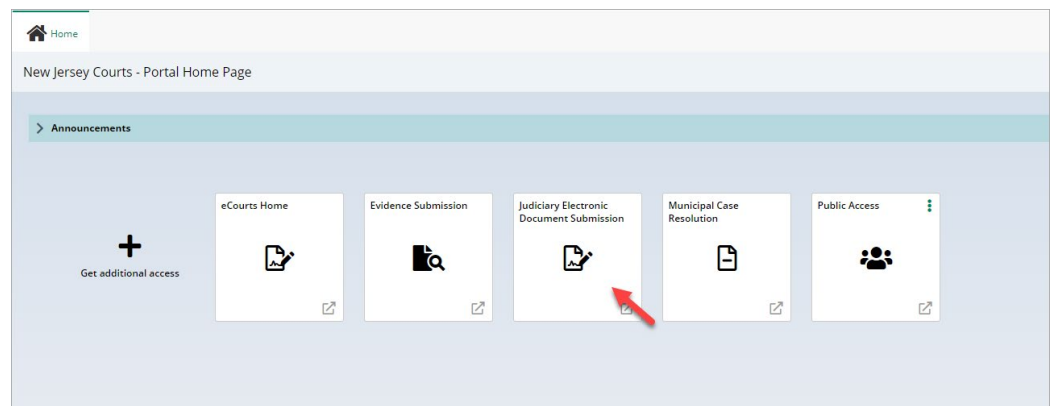 Home
New Jersey Courts - Portal Home Page
Announcements
Get additional access
eCourts Home
Evidence Submission
Judiciary Electronic
Document Submission
Municipal Case
Resolution
Public Access